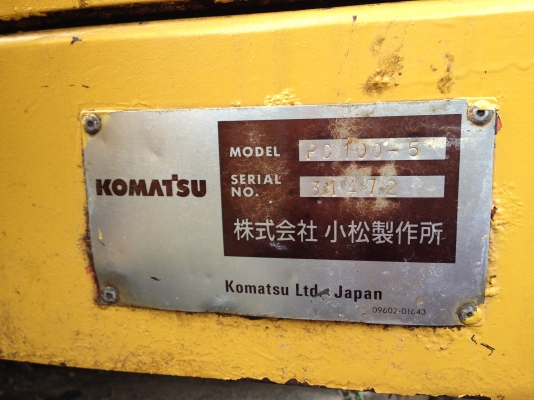 KOMATSU
MODEL PC100-5
SERIAL NO. 31472
株式会社 小松製作所
Komatsu Ltd. Japan
09602-01643